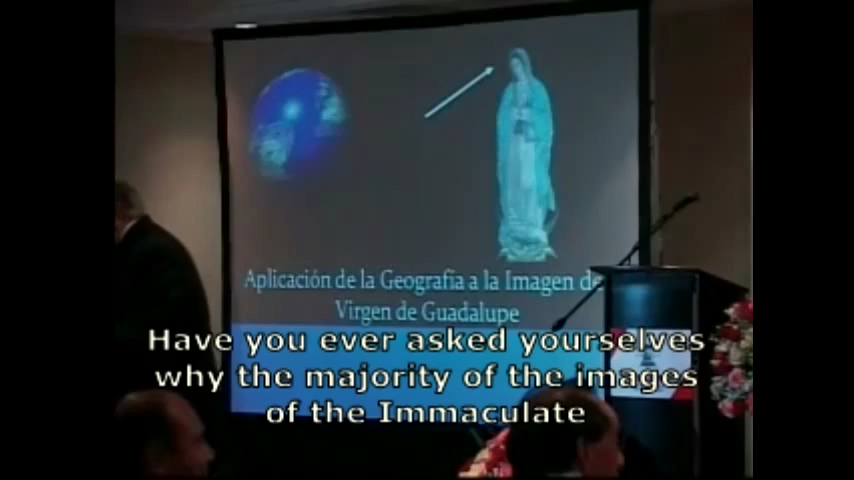 Aplicación de la Geografía a la Imagen de
Virgen de Guadalupe
Have you ever asked yourselves
why the majority of the images
of the Immaculate